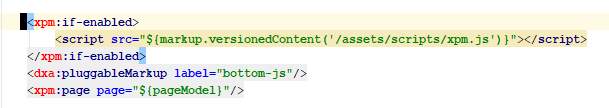 <xpm:if-enabled>
<script src="${markup.versionedContent('/assets/scripts/xpm.js')}"></script>
</xpm:if-enabled>
<dxa:pluggableMarkup label="bottom-js"/>
<xpm:page page="${pageModel}"/>